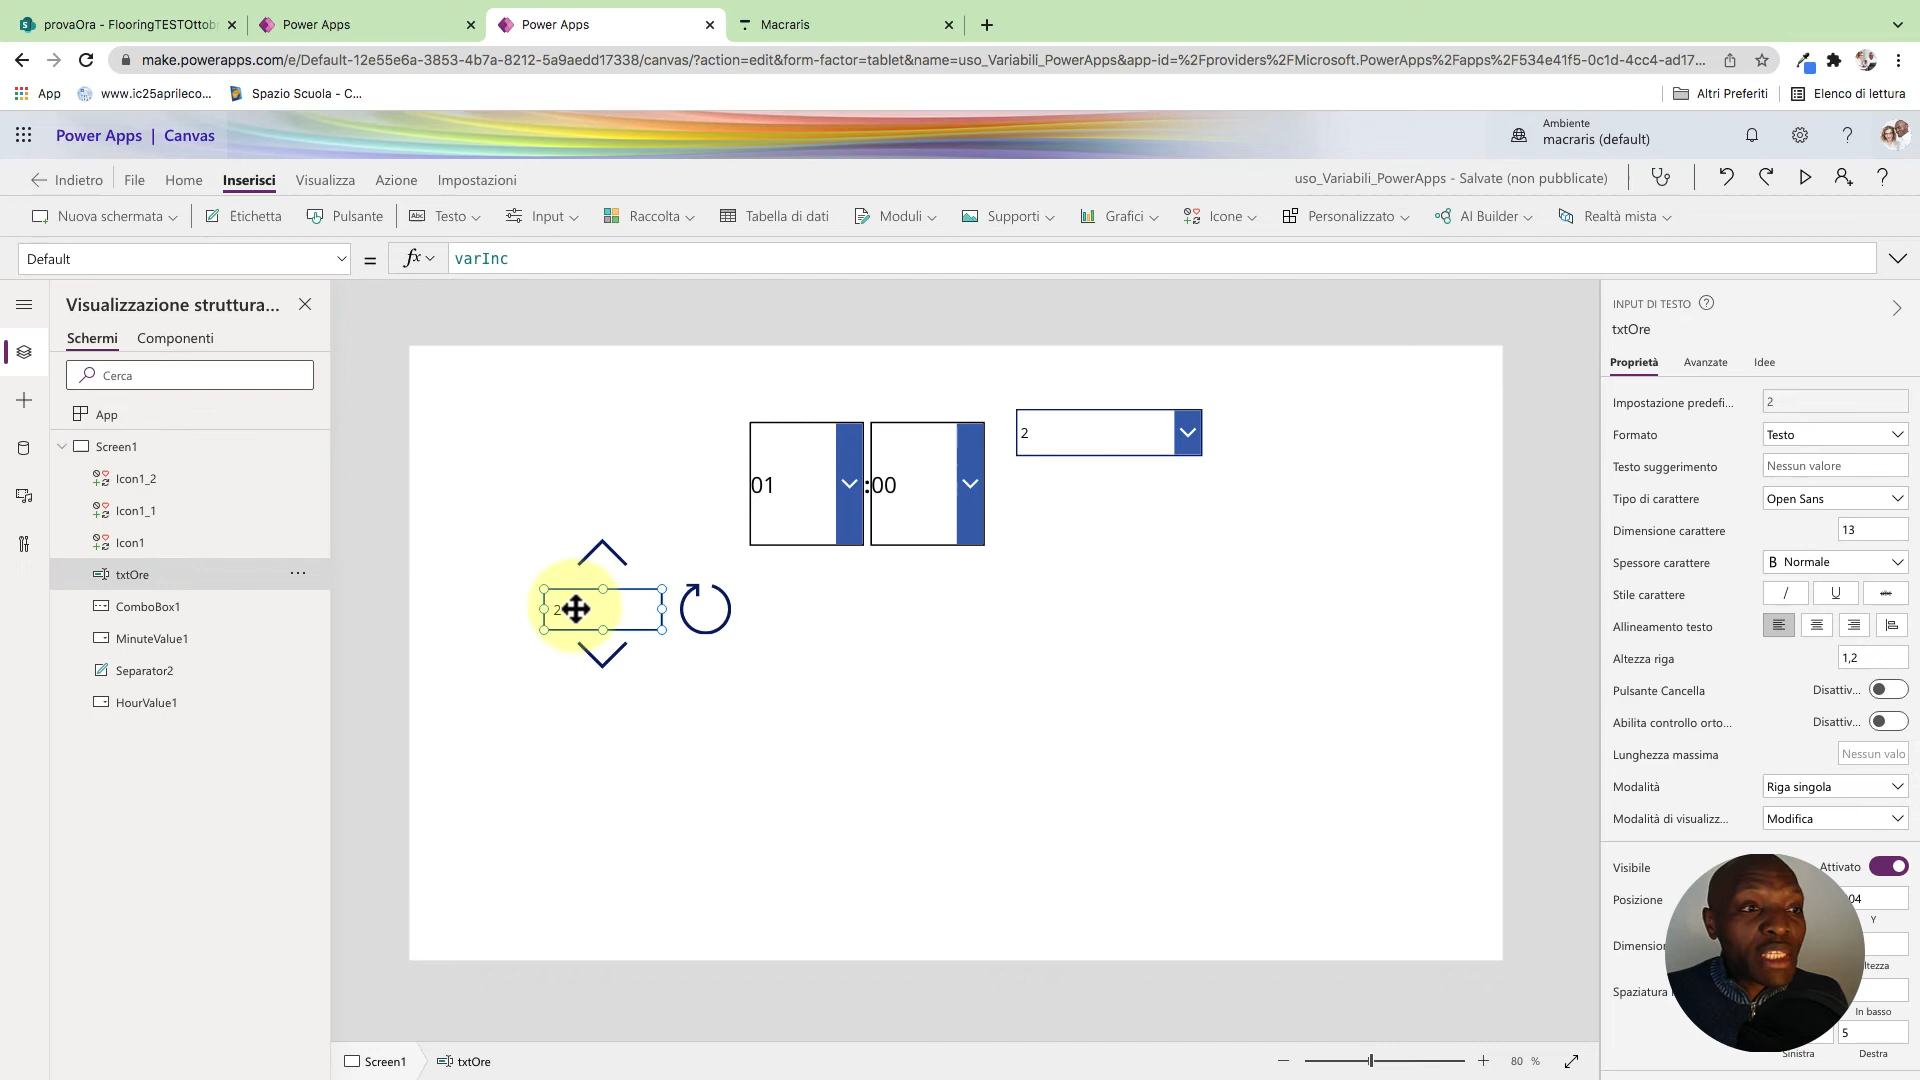 provaOra - FlooringTESTOttob
Power Apps
Power Apps
Macraris
make.powerapps.com/e/Default-12e55e6a-3853-4b7a-8212-5a9aedd17338/canvas/?action=edit&form-factor=tablet&name=uso_Variabili_PowerApps&app-id=%2Fproviders%2FMicrosoft.PowerApps%2Fapps%2F534e41f5-0c1d-4cc4-ad17...
App
www.ic25aprileco...
Spazio Scuola - C...
Altri Preferiti
Elenco di lettura
Power Apps | Canvas
Ambiente
macraris (default)
Indietro
File
Home
Inserisci
Visualizza
Azione
Impostazioni
uso_Variabili_PowerApps - Salvate (non pubblicate)
Nuova schermata
Etichetta
Pulsante
Testo
Input
Raccolta
Tabella di dati
Moduli
Supporti
Grafici
Icone
Personalizzato
AI Builder
Realtà mista
Default
=
fx
varInc
Visualizzazione struttura...
Schermi
Componenti
Cerca
App
Screen1
Icon1_2
Icon1_1
Icon1
txtOre
...
ComboBox1
MinuteValue1
Separator2
HourValue1
01
:00
2
2
INPUT DI TESTO
txtOre
Proprietà
Avanzate
Idee
Impostazione predefi... 2
Formato Testo
Testo suggerimento Nessun valore
Tipo di carattere Open Sans
Dimensione carattere 13
Spessore carattere B Normale
Stile carattere / U abc
Allineamento testo
Altezza riga 1,2
Pulsante Cancella Disattiv...
Abilita controllo orto... Disattiv...
Lunghezza massima Nessun valo
Modalità Riga singola
Modalità di visualizz... Modifica
Visibile Attivato
Posizione 04
Y
Dimension
ltezza
Spaziatura
In basso
5
Sinistra Destra
Screen1
txtOre
80 %